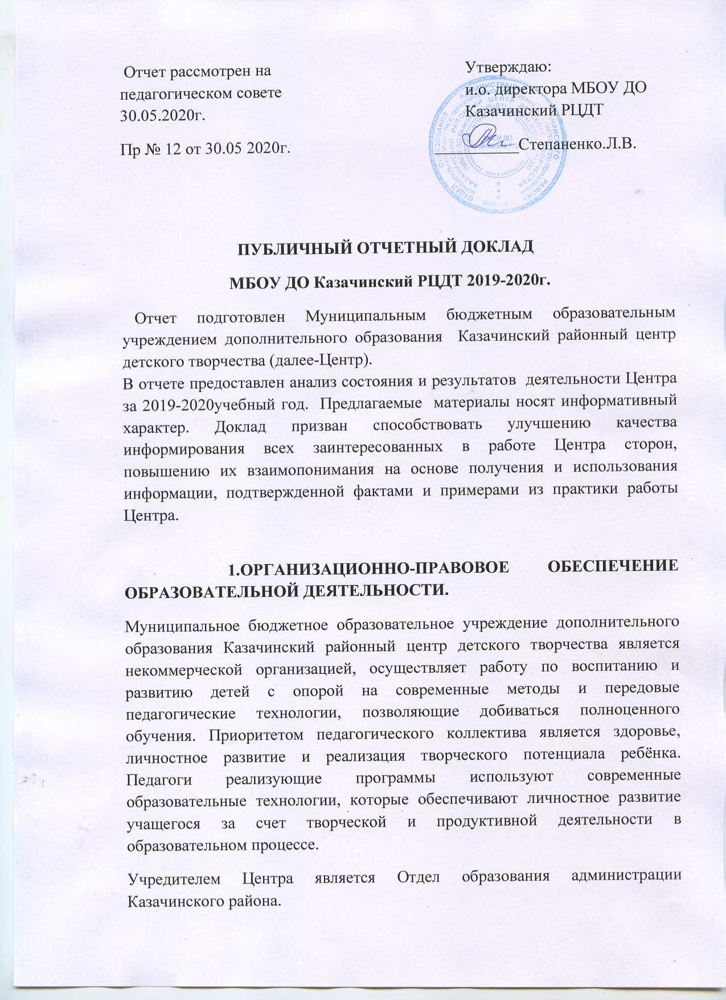 Отчет рассмотрен на
педагогическом совете
30.05.2020г.
Пр № 12 от 30.05 2020г.
Утверждаю:
и.о. директора МБОУ ДО
Казачинский РЦДТ
___________Степаненко.Л.В.
ПУБЛИЧНЫЙ ОТЧЕТНЫЙ ДОКЛАД
МБОУ ДО Казачинский РЦДТ 2019-2020г.
Отчет подготовлен Муниципальным бюджетным образовательным
учреждением дополнительного образования Казачинский районный центр
детского творчества (далее-Центр).
В отчете предоставлен анализ состояния и результатов деятельности Центра
за 2019-2020учебный год. Предлагаемые материалы носят информативный
характер. Доклад призван способствовать улучшению качества
информирования всех заинтересованных в работе Центра сторон,
повышению их взаимопонимания на основе получения и использования
информации, подтвержденной фактами и примерами из практики работы
Центра.
1.ОРГАНИЗАЦИОННО-ПРАВОВОЕ ОБЕСПЕЧЕНИЕ
ОБРАЗОВАТЕЛЬНОЙ ДЕЯТЕЛЬНОСТИ.
Муниципальное бюджетное образовательное учреждение дополнительного
образования Казачинский районный центр детского творчества является
некоммерческой организацией, осуществляет работу по воспитанию и
развитию детей с опорой на современные методы и передовые
педагогические технологии, позволяющие добиваться полноценного
обучения. Приоритетом педагогического коллектива является здоровье,
личностное развитие и реализация творческого потенциала ребёнка.
Педагоги реализующие программы используют современные
образовательные технологии, которые обеспечивают личностное развитие
учащегося за счет творческой и продуктивной деятельности в
образовательном процессе.
Учредителем Центра является Отдел образования администрации
Казачинского района.